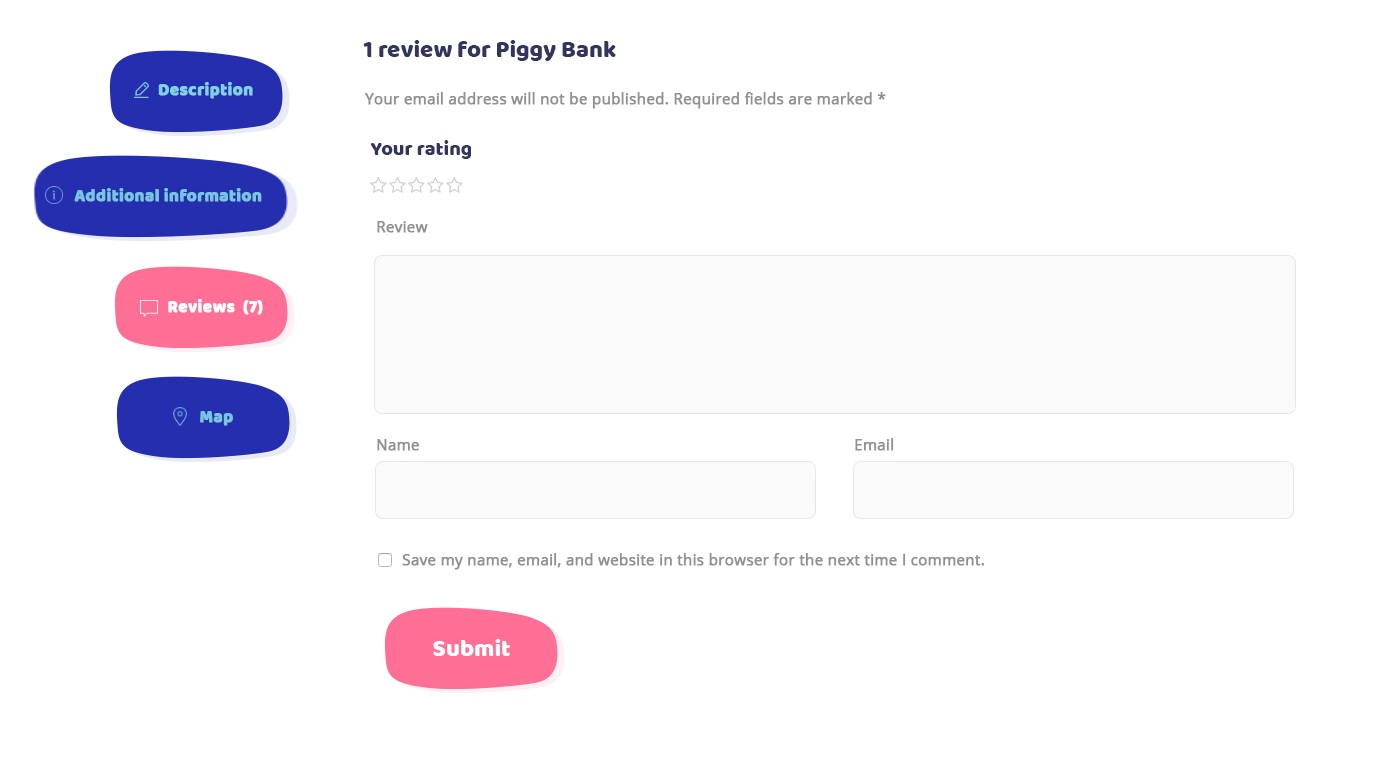 Description
Additional information
Reviews (7)
Map
1 review for Piggy Bank
Your email address will not be published. Required fields are marked *
Your rating
Review
Name
Email
Save my name, email, and website in this browser for the next time I comment.
Submit